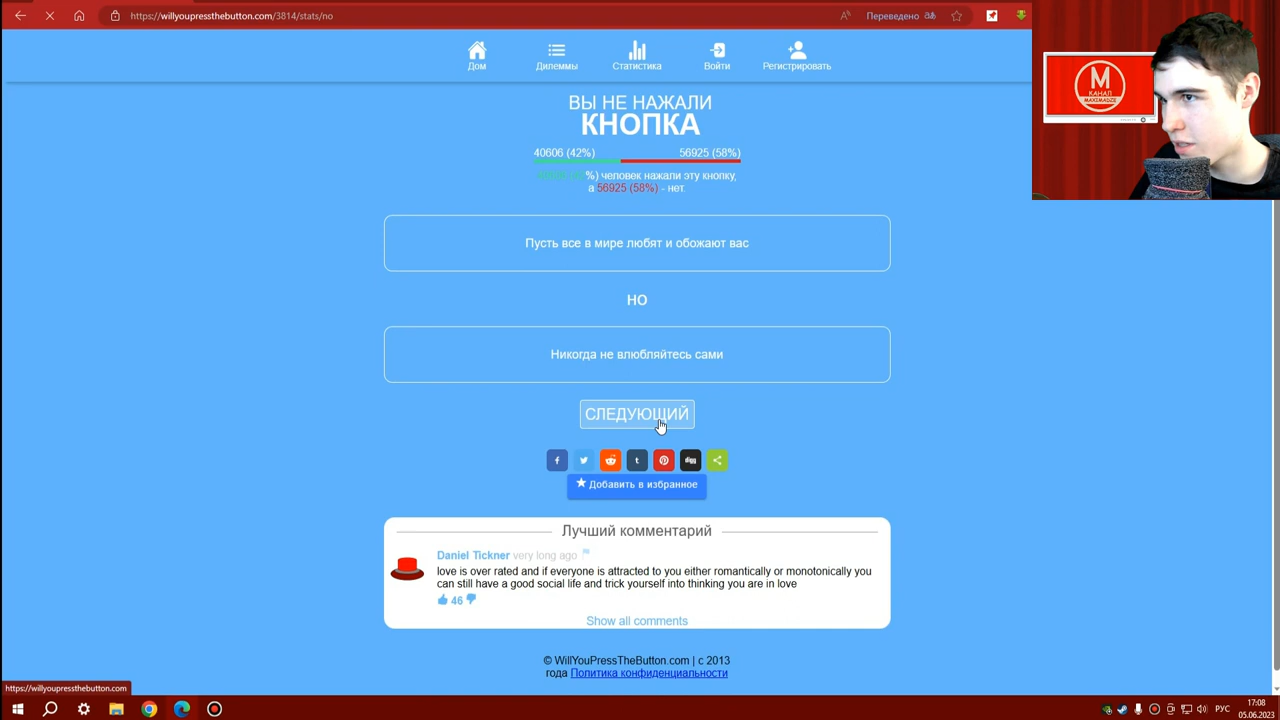 https://willyoupressthebutton.com/3814/stats/no
Переведено
Дом
Дилеммы
Статистика
Войти
Регистрировать
М
КАНАЛ
MAXIMADZE
ВЫ НЕ НАЖАЛИ
КНОПКА
40606 (42%) 56925 (58%)
%) человек нажали эту кнопку,
а 56925 (58%) - нет.
Пусть все в мире любят и обожают вас
НО
Никогда не влюбляйтесь сами
СЛЕДУЮЩИЙ
digg
Добавить в избранное
Лучший комментарий
Daniel Tickner very long ago
love is over rated and if everyone is attracted to you either romantically or monotonically you
can still have a good social life and trick yourself into thinking you are in love
46
Show all comments
© WillYouPressTheButton.com | с 2013
года Политика конфиденциальности
https://willyoupressthebutton.com
РУС
17:08
05.06.2023